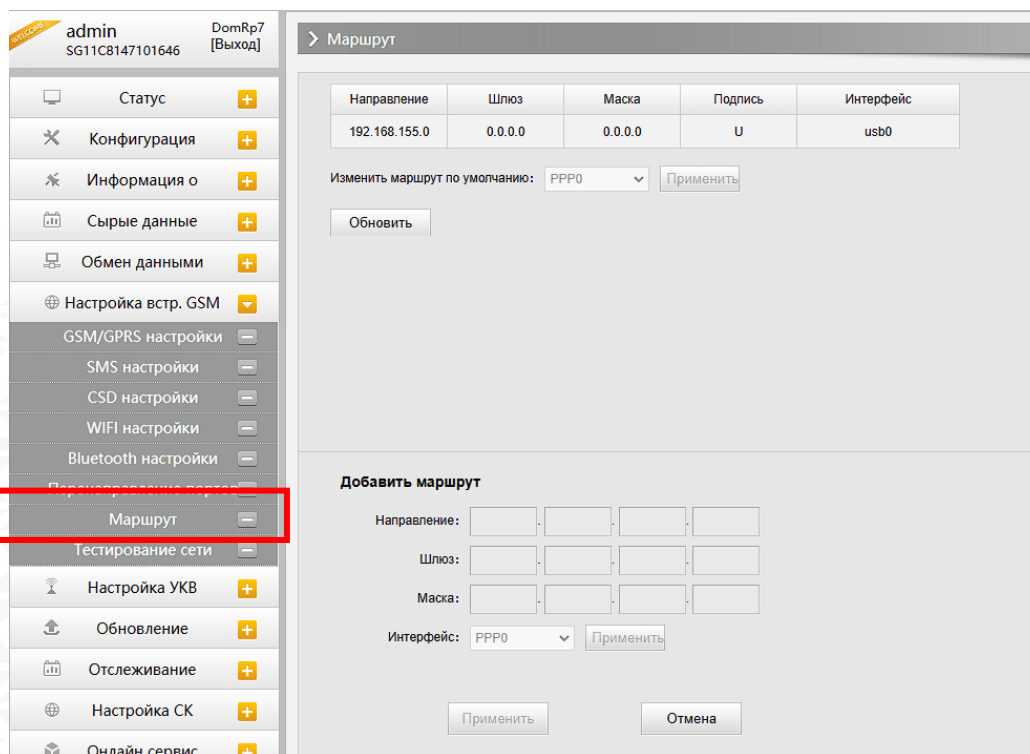 WELCOME
admin
SG11C8147101646
DomRp7
[Выход]
Статус
Конфигурация
Информация о
Сырые данные
Обмен данными
Настройка встр. GSM
GSM/GPRS настройки
SMS настройки
CSD настройки
WIFI настройки
Bluetooth настройки
Перенаправление портов
Маршрут
Тестирование сети
Настройка УКВ
Обновление
Отслеживание
Настройка СК
Онлайн сервис
Маршрут
Направление Шлюз Маска Подпись Интерфейс
192.168.155.0 0.0.0.0 0.0.0.0 U usb0
Изменить маршрут по умолчанию: PPP0 Применить
Обновить
Добавить маршрут
Направление: . . .
Шлюз: . . .
Маска: . . .
Интерфейс: PPP0 Применить
Применить Отмена